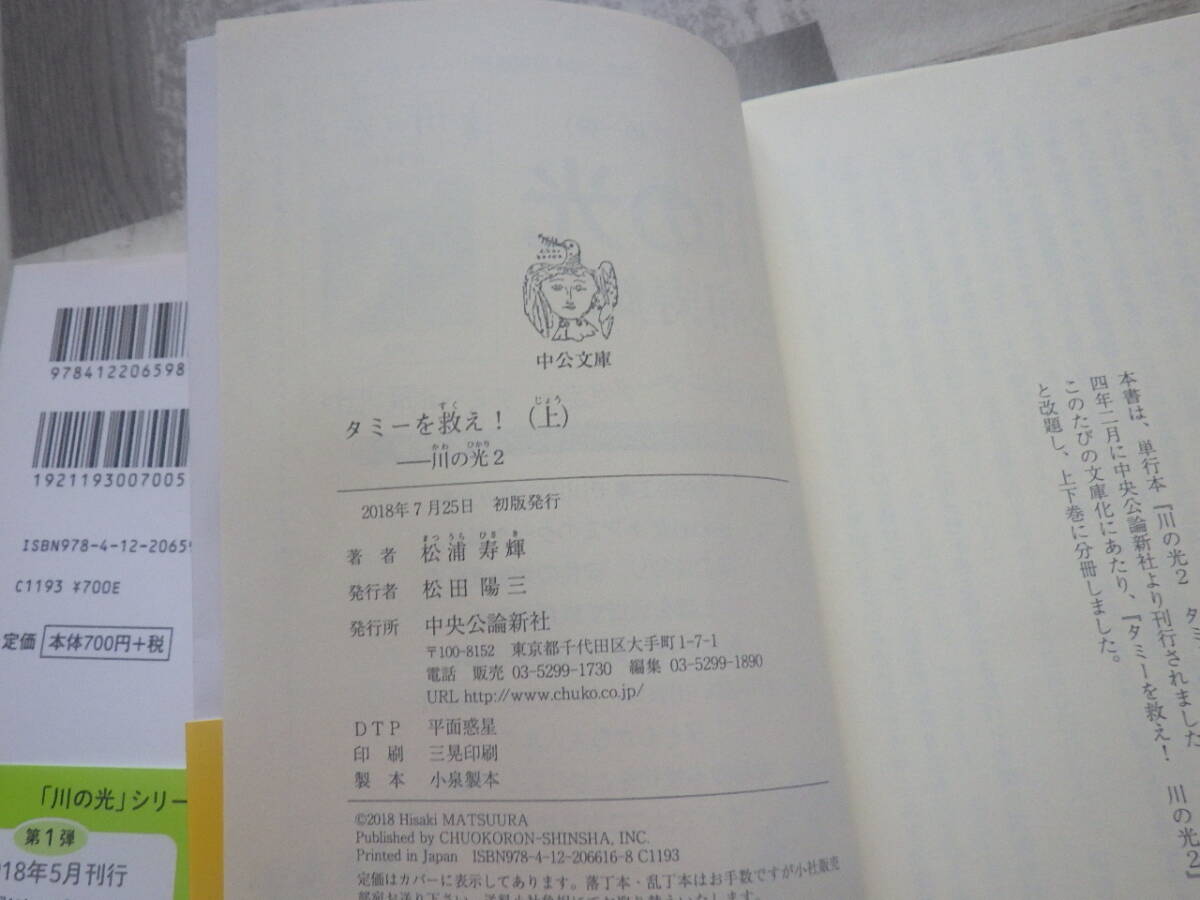 978412206598
1921193007005
ISBN978-4-12-20659
C1193 ¥700E
定価 本体700円+税
「川の光」シリー
第1弾
018年5月刊行
中公文庫
タミーを救え!(上)
——川の光2
2018年7月25日 初版発行
著者 松浦寿輝
発行者 松田陽三
発行所 中央公論新社
〒100-8152 東京都千代田区大手町1-7-1
電話 販売 03-5299-1730 編集 03-5299-1890
URL http://www.chuko.co.jp/
DTP 平面惑星
印刷 三晃印刷
製本 小泉製本
©2018 Hisaki MATSUURA
Published by CHUOKORON-SHINSHA, INC.
Printed in Japan ISBN978-4-12-206616-8 C1193
定価はカバーに表示してあります。落丁本・乱丁本はお手数ですが小社販売
本書は、単行本『川の光2 タ
四年二月に中央公論新社より刊行されました
このたびの文庫化にあたり、『タミーを救え! 川の光2』
と改題し、上下巻に分冊しました。